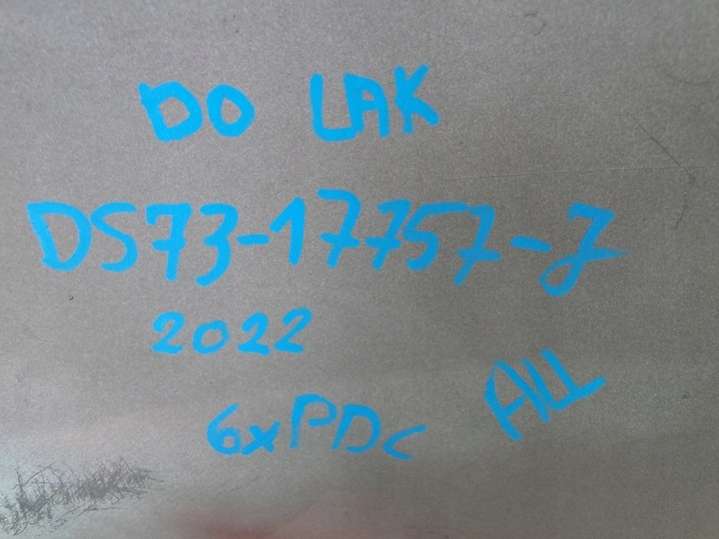 DO LAK
DS73-17757-J
2022
6xPDC ALL